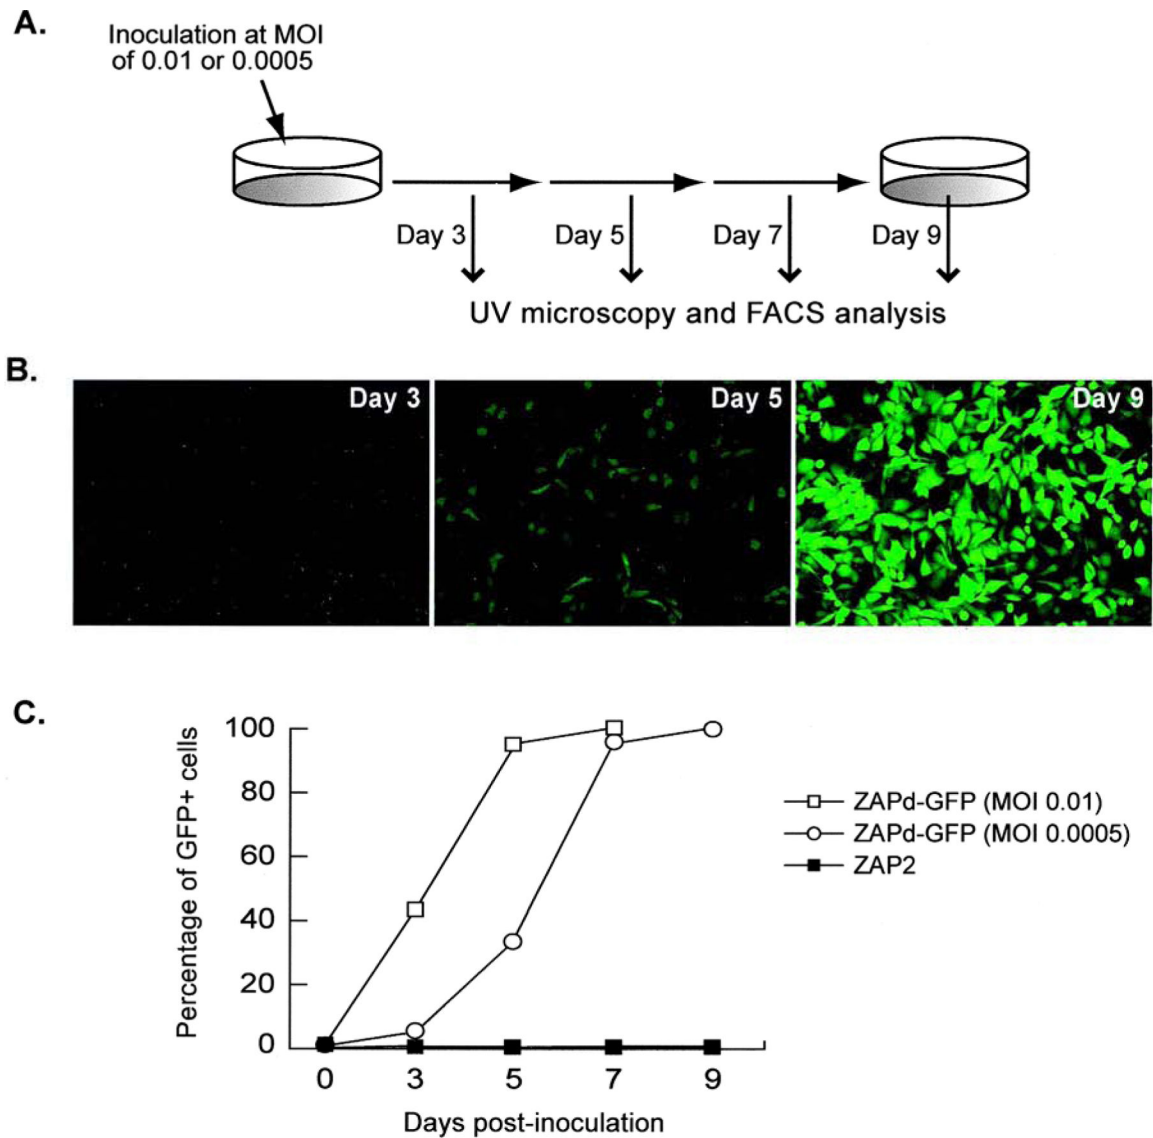 A.
Inoculation at MOI
of 0.01 or 0.0005
Day 3
Day 5
Day 7
Day 9
UV microscopy and FACS analysis
B.
Day 3
Day 5
Day 9
C.
Percentage of GFP+ cells
100
80
60
40
20
0
0
3
5
7
9
Days post-inoculation
ZAPd-GFP (MOI 0.01)
ZAPd-GFP (MOI 0.0005)
ZAP2